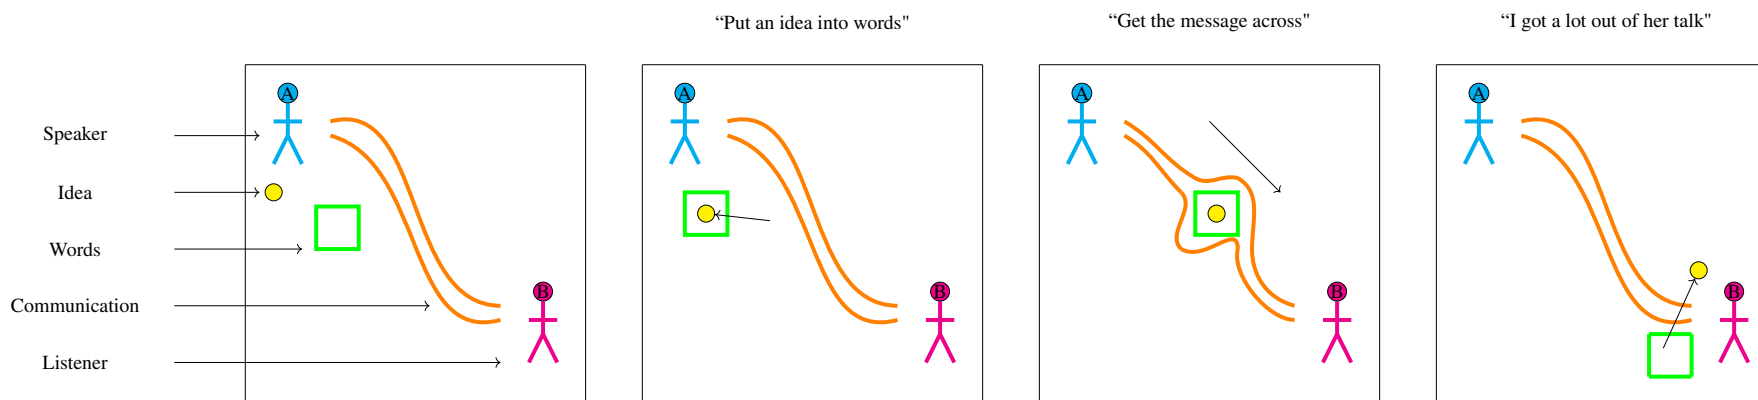 “Put an idea into words"
“Get the message across"
“I got a lot out of her talk"
A
A
A
A
Speaker
Idea
Words
B
B
B
B
Communication
Listener